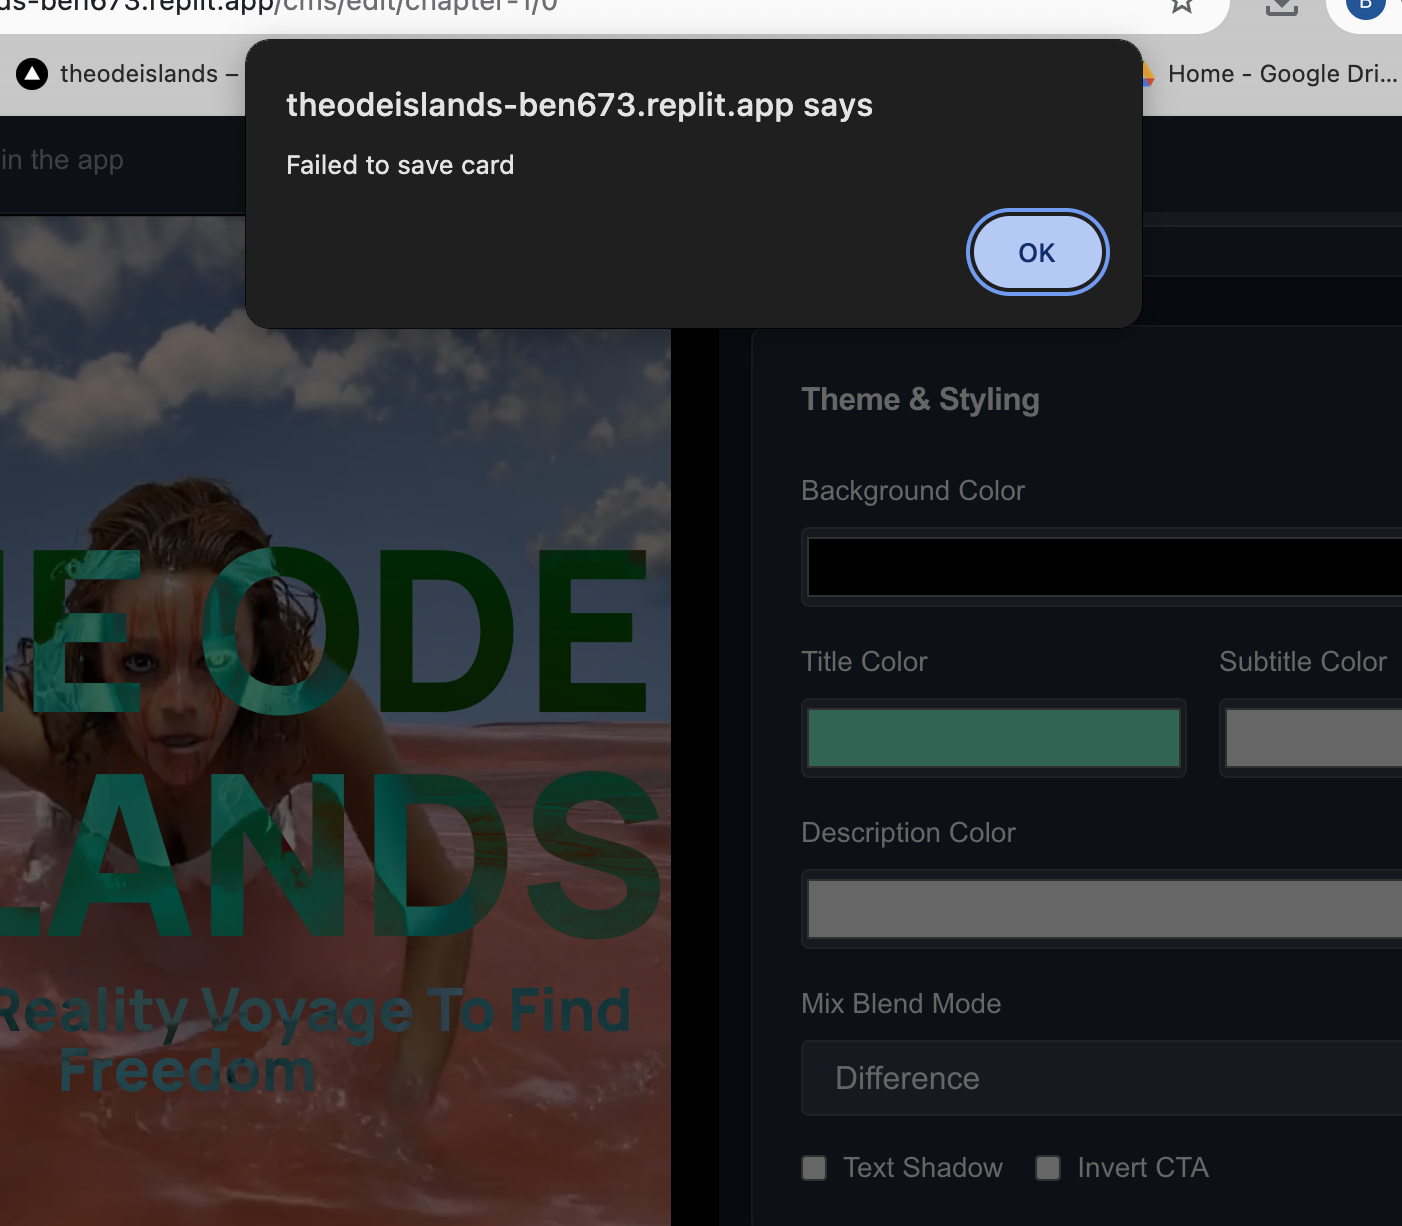 ds-ben673.replit.app/cms/edit/chapter-1/0
B
theodeislands –
Home - Google Dri...
theodeislands-ben673.replit.app says
Failed to save card
OK
in the app
Theme & Styling
Background Color
Title Color
Subtitle Color
Description Color
Mix Blend Mode
Difference
Text Shadow
Invert CTA
HE ODE
LANDS
Reality Voyage To Find
Freedom